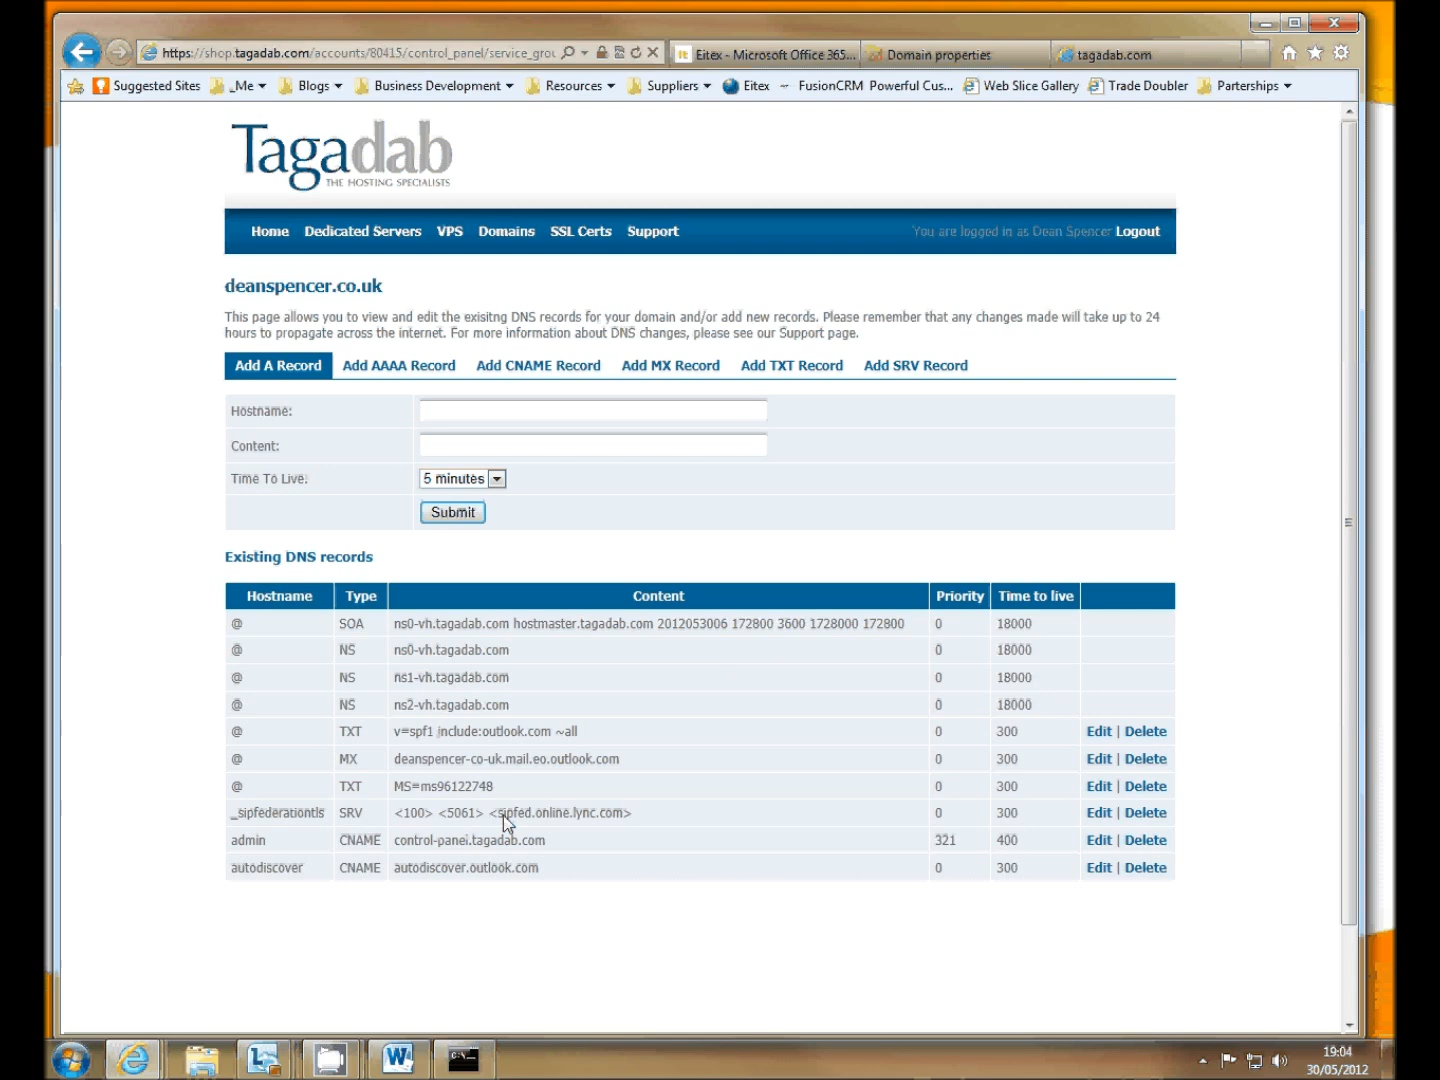 https://shop.tagadab.com/accounts/80415/control_panel/service_grou
Eitex - Microsoft Office 365...
Domain properties
tagadab.com
Suggested Sites
_Me
Blogs
Business Development
Resources
Suppliers
Eitex
FusionCRM Powerful Cus...
Web Slice Gallery
Trade Doubler
Parterships
Tagadab
THE HOSTING SPECIALISTS
Home Dedicated Servers VPS Domains SSL Certs Support You are logged in as Dean Spencer Logout
deanspencer.co.uk
This page allows you to view and edit the exisitng DNS records for your domain and/or add new records. Please remember that any changes made will take up to 24
hours to propagate across the internet. For more information about DNS changes, please see our Support page.
Add A Record Add AAAA Record Add CNAME Record Add MX Record Add TXT Record Add SRV Record
Hostname:
Content:
Time To Live: 5 minutes
Submit
Existing DNS records
Hostname Type Content Priority Time to live
@ SOA ns0-vh.tagadab.com hostmaster.tagadab.com 2012053006 172800 3600 1728000 172800 0 18000
@ NS ns0-vh.tagadab.com 0 18000
@ NS ns1-vh.tagadab.com 0 18000
@ NS ns2-vh.tagadab.com 0 18000
@ TXT v=spf1 include:outlook.com ~all 0 300 Edit | Delete
@ MX deanspencer-co-uk.mail.eo.outlook.com 0 300 Edit | Delete
@ TXT MS=ms96122748 0 300 Edit | Delete
_sipfederationtls SRV <100> <5061> <sipfed.online.lync.com> 0 300 Edit | Delete
admin CNAME control-panel.tagadab.com 321 400 Edit | Delete
autodiscover CNAME autodiscover.outlook.com 0 300 Edit | Delete
19:04
30/05/2012